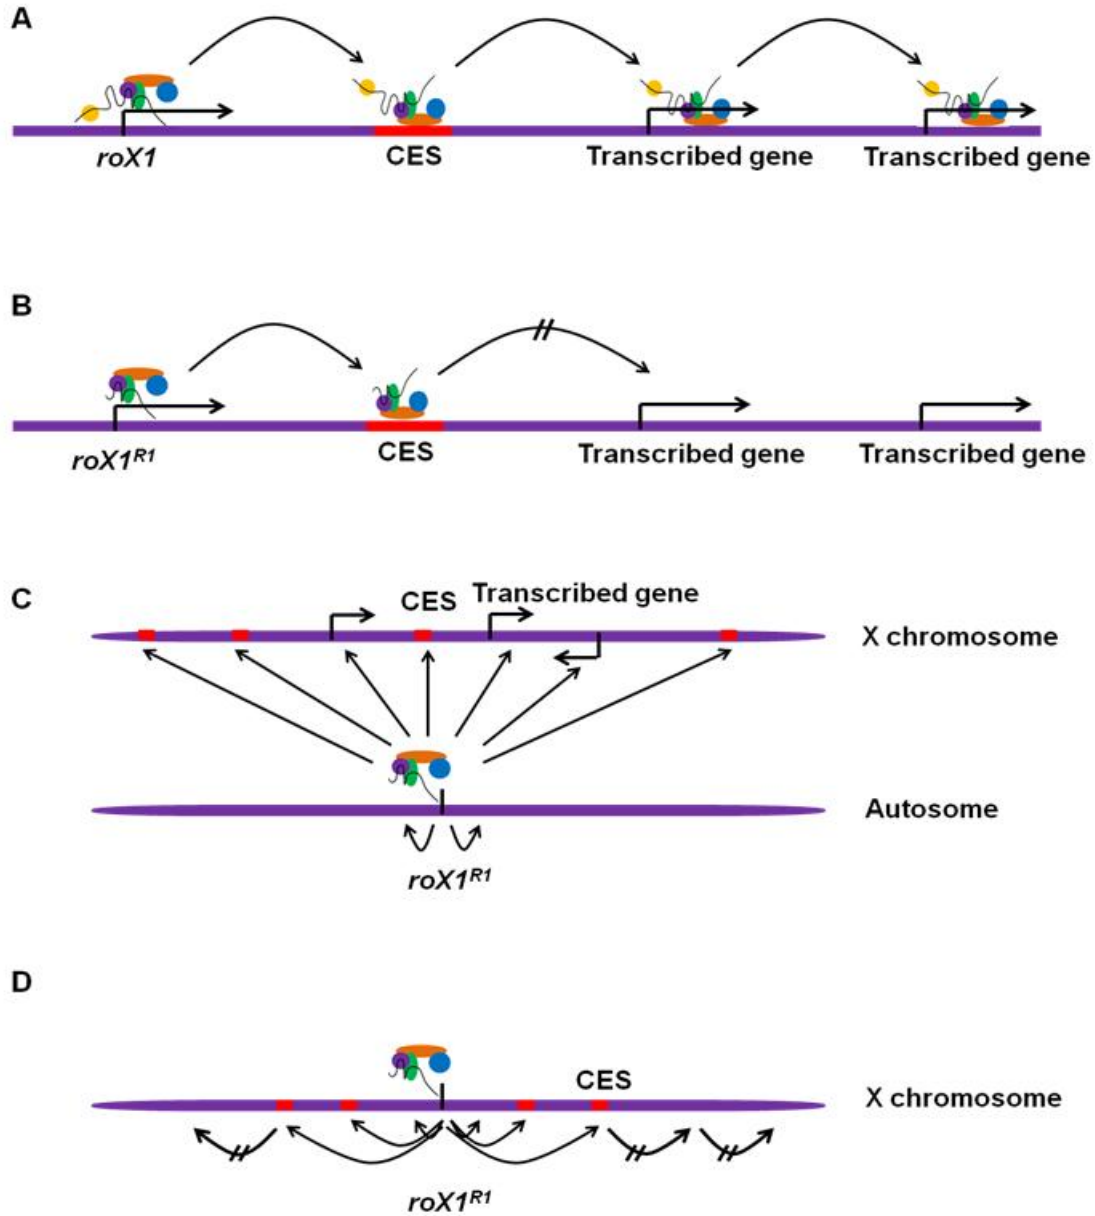 A
roX1
CES
Transcribed gene
Transcribed gene
B
roX1R1
CES
Transcribed gene
Transcribed gene
C
CES
Transcribed gene
X chromosome
Autosome
roX1R1
D
CES
X chromosome
roX1R1